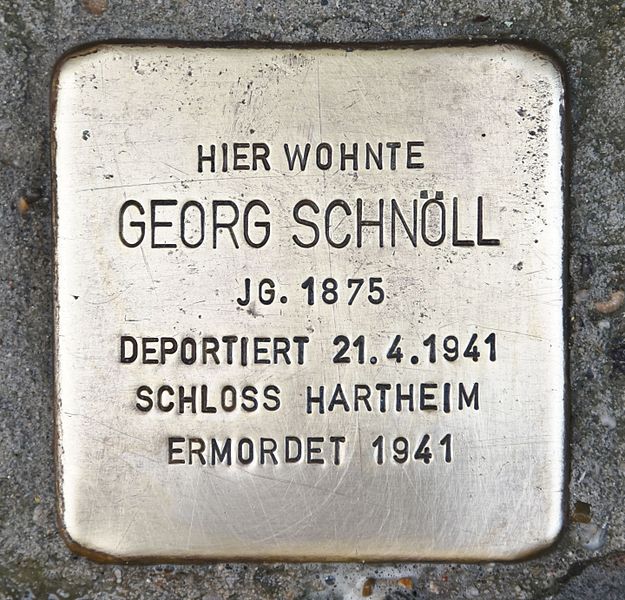 HIER WOHNTE
GEORG SCHNÖLL
JG. 1875
DEPORTIERT 21.4.1941
SCHLOSS HARTHEIM
ERMORDET 1941